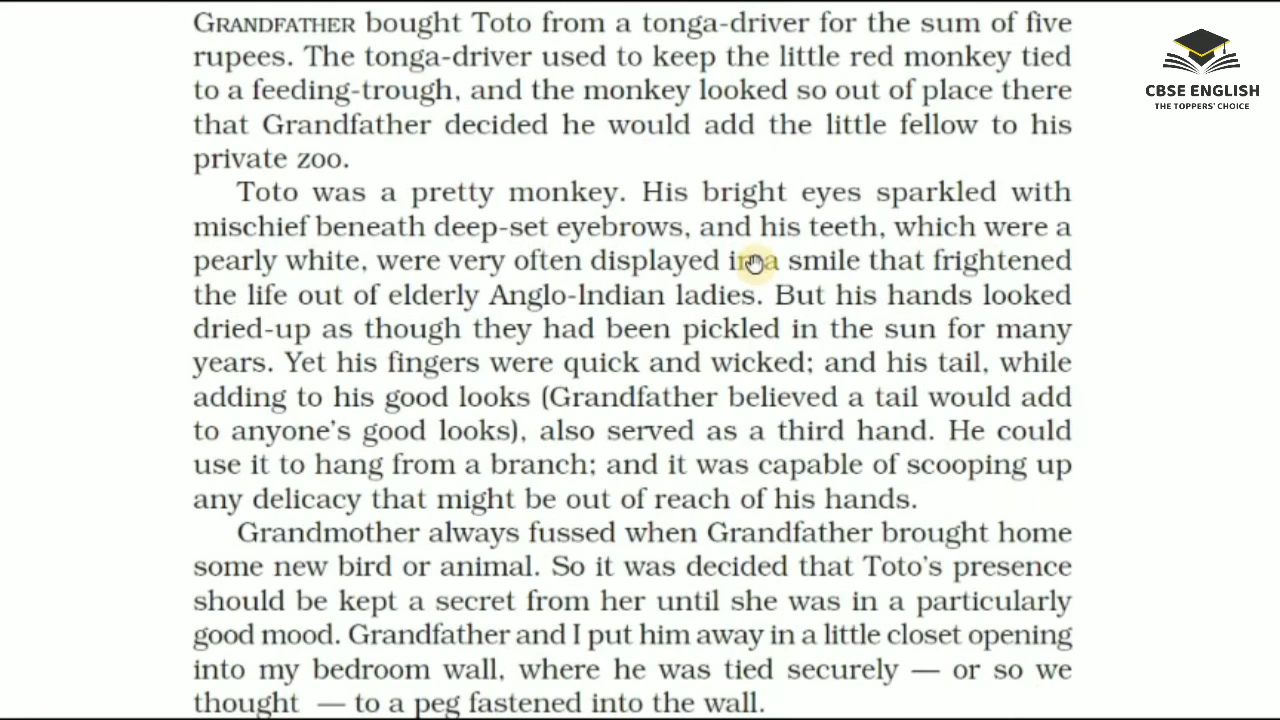 GRANDFATHER bought Toto from a tonga-driver for the sum of five
rupees. The tonga-driver used to keep the little red monkey tied
to a feeding-trough, and the monkey looked so out of place there
that Grandfather decided he would add the little fellow to his
private zoo.
Toto was a pretty monkey. His bright eyes sparkled with
mischief beneath deep-set eyebrows, and his teeth, which were a
pearly white, were very often displayed in a smile that frightened
the life out of elderly Anglo-Indian ladies. But his hands looked
dried-up as though they had been pickled in the sun for many
years. Yet his fingers were quick and wicked; and his tail, while
adding to his good looks (Grandfather believed a tail would add
to anyone's good looks), also served as a third hand. He could
use it to hang from a branch; and it was capable of scooping up
any delicacy that might be out of reach of his hands.
Grandmother always fussed when Grandfather brought home
some new bird or animal. So it was decided that Toto's presence
should be kept a secret from her until she was in a particularly
good mood. Grandfather and I put him away in a little closet opening
into my bedroom wall, where he was tied securely — or so we
thought — to a peg fastened into the wall.
CBSE ENGLISH
THE TOPPERS' CHOICE